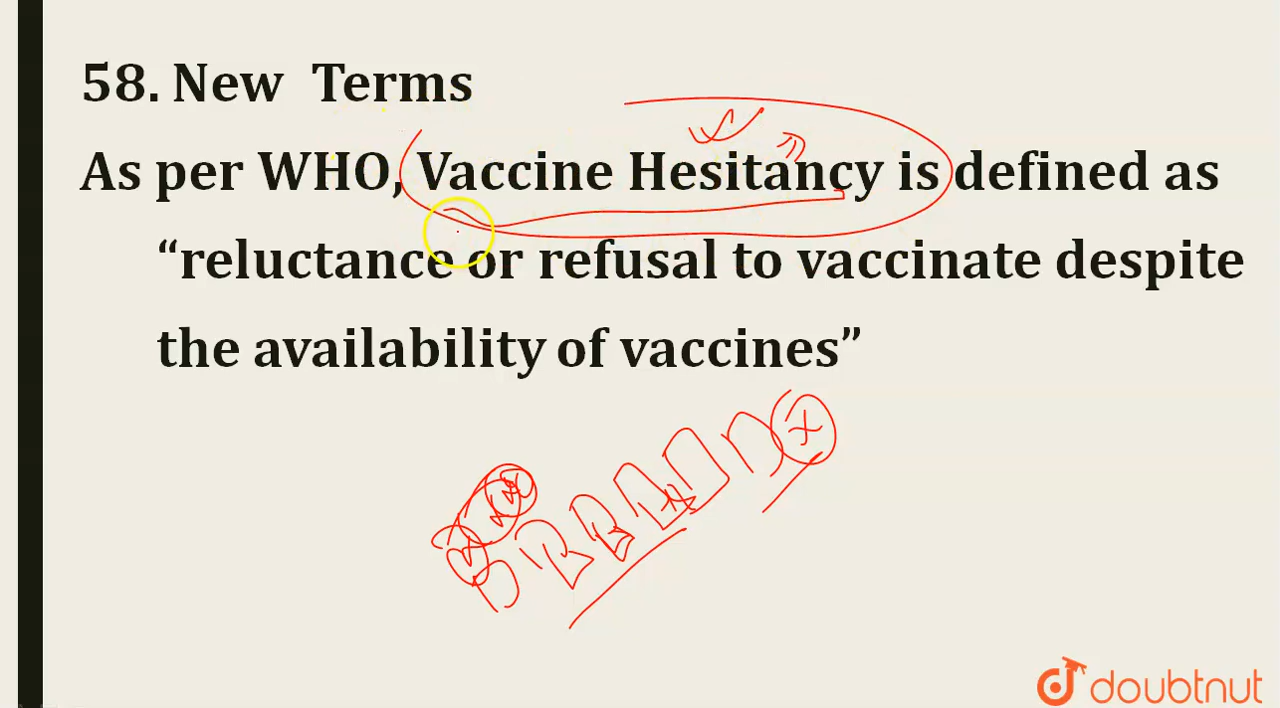 58. New Terms
As per WHO, Vaccine Hesitancy is defined as
“reluctance or refusal to vaccinate despite
the availability of vaccines”
doubtnut